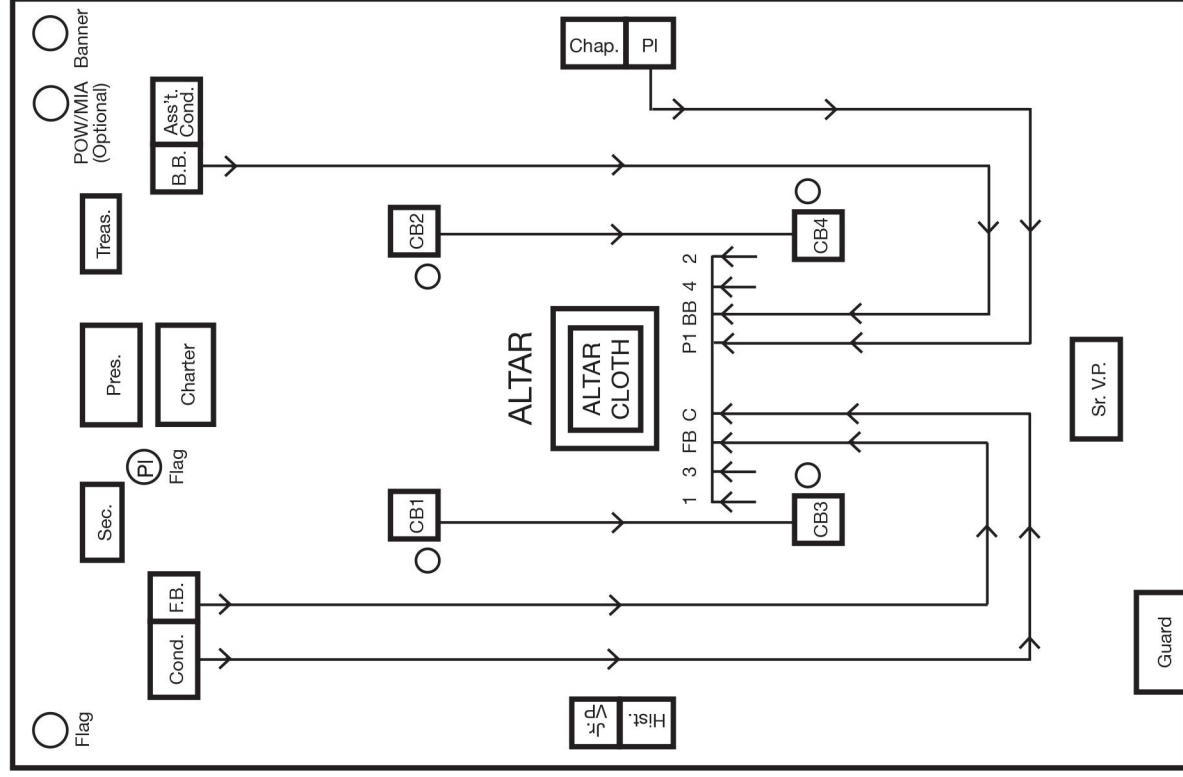 Banner
POW/MIA
(Optional)
Flag
Treas.
Pres.
Charter
PI
Flag
Sec.
Ass't.
Cond.
B.B.
F.B.
Cond.
Chap.
PI
CB2
CB1
ALTAR
ALTAR
CLOTH
Jr.
VP
Hist.
1 3 FB C P1 BB 4 2
CB4
CB3
Sr. V.P.
Guard